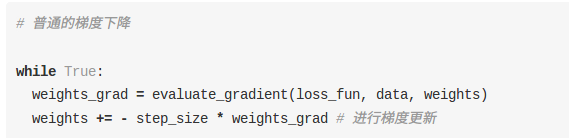 # 普通的梯度下降
while True:
weights_grad = evaluate_gradient(loss_fun, data, weights)
weights += - step_size * weights_grad # 进行梯度更新